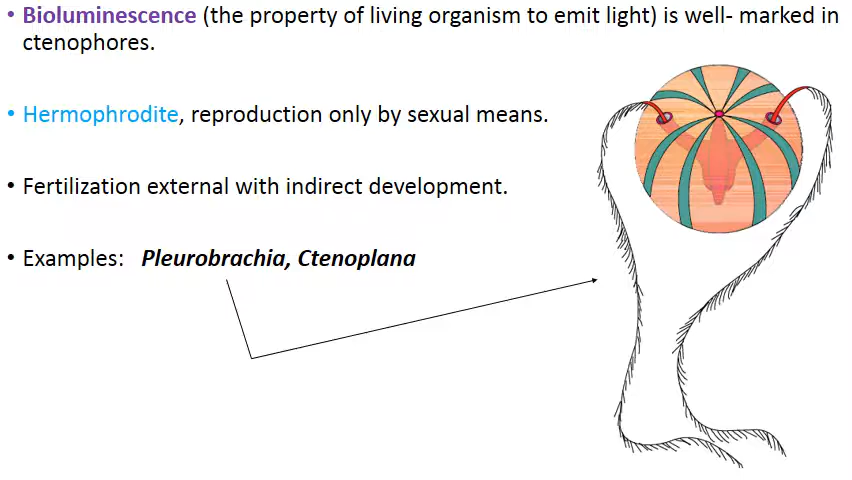 • Bioluminescence (the property of living organism to emit light) is well- marked in
ctenophores.
• Hermophrodite, reproduction only by sexual means.
• Fertilization external with indirect development.
• Examples: Pleurobrachia, Ctenoplana